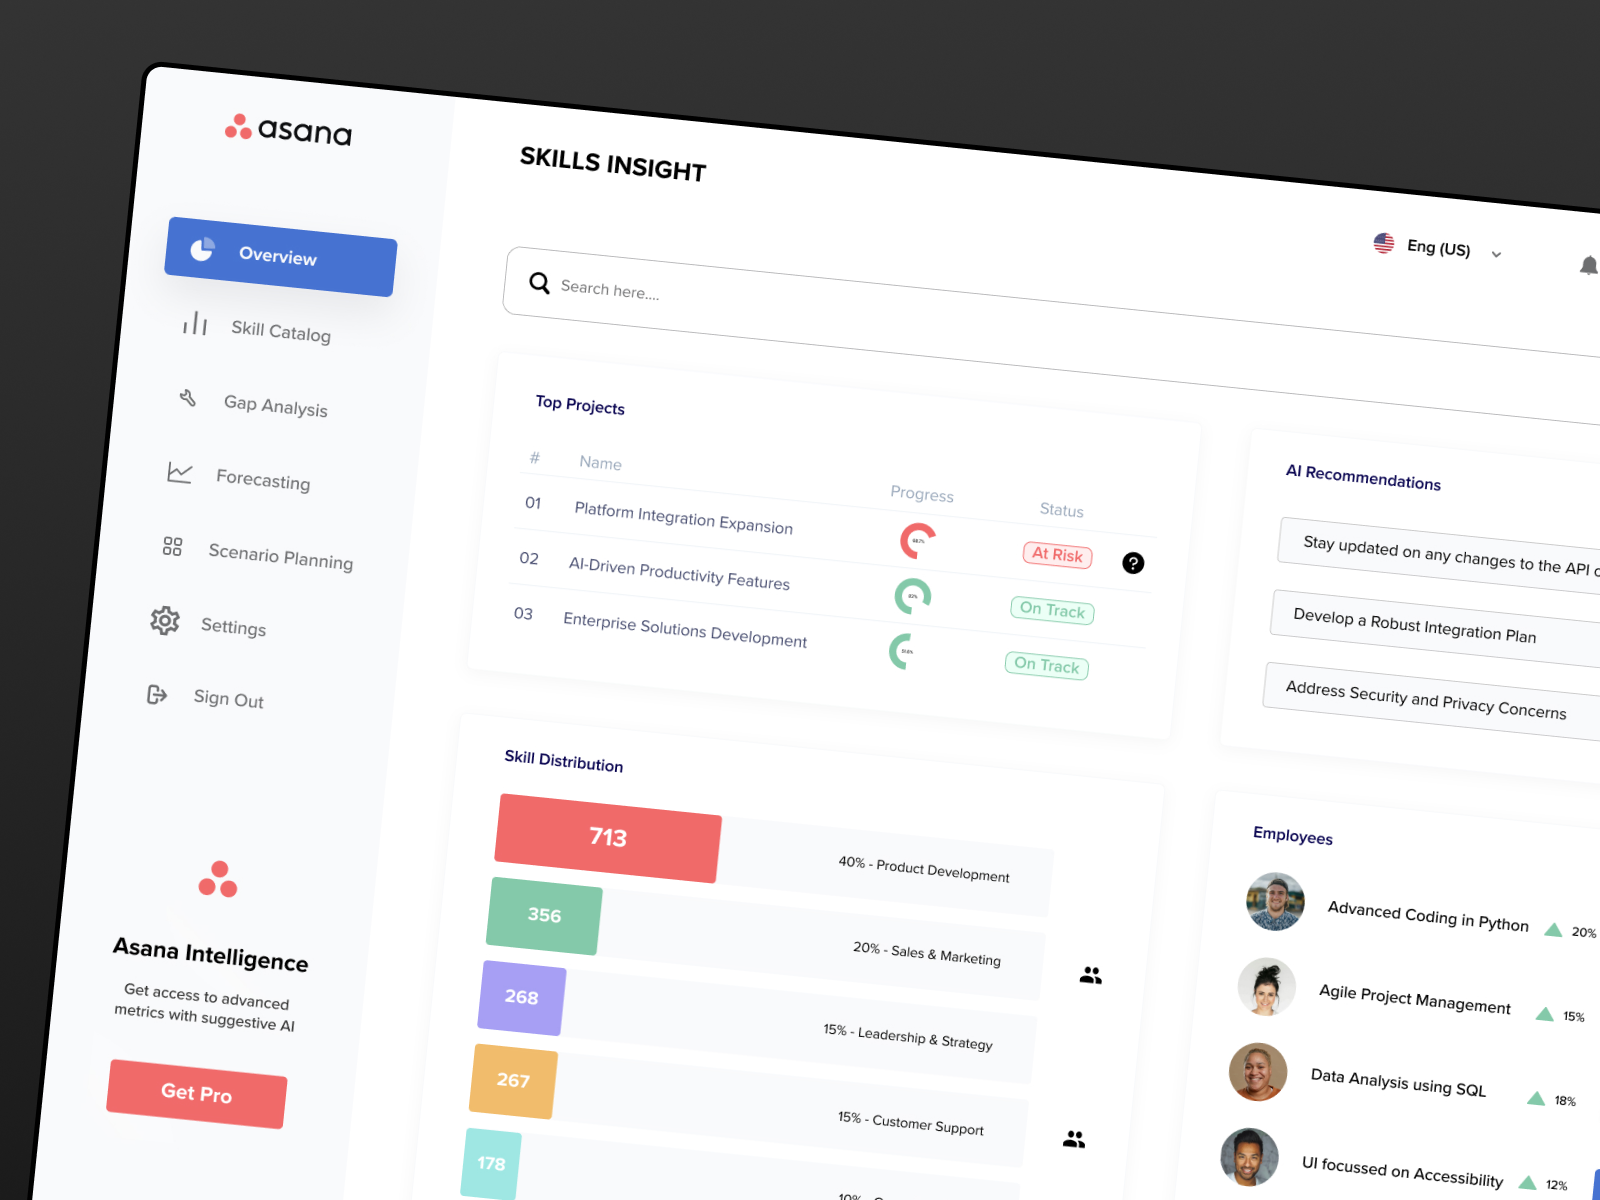 asana
SKILLS INSIGHT
Eng (US)
Overview
Skill Catalog
Gap Analysis
Forecasting
Scenario Planning
Settings
Sign Out
Asana Intelligence
Get access to advanced
metrics with suggestive AI
Get Pro
Search here....
Top Projects
# Name Progress Status
01 Platform Integration Expansion At Risk ?
02 AI-Driven Productivity Features On Track
03 Enterprise Solutions Development On Track
AI Recommendations
Stay updated on any changes to the API
Develop a Robust Integration Plan
Address Security and Privacy Concerns
Skill Distribution
713 40% - Product Development
356 20% - Sales & Marketing
268 15% - Leadership & Strategy
267 15% - Customer Support
178 10% -
Employees
Advanced Coding in Python 20%
Agile Project Management 15%
Data Analysis using SQL 18%
UI focussed on Accessibility 12%